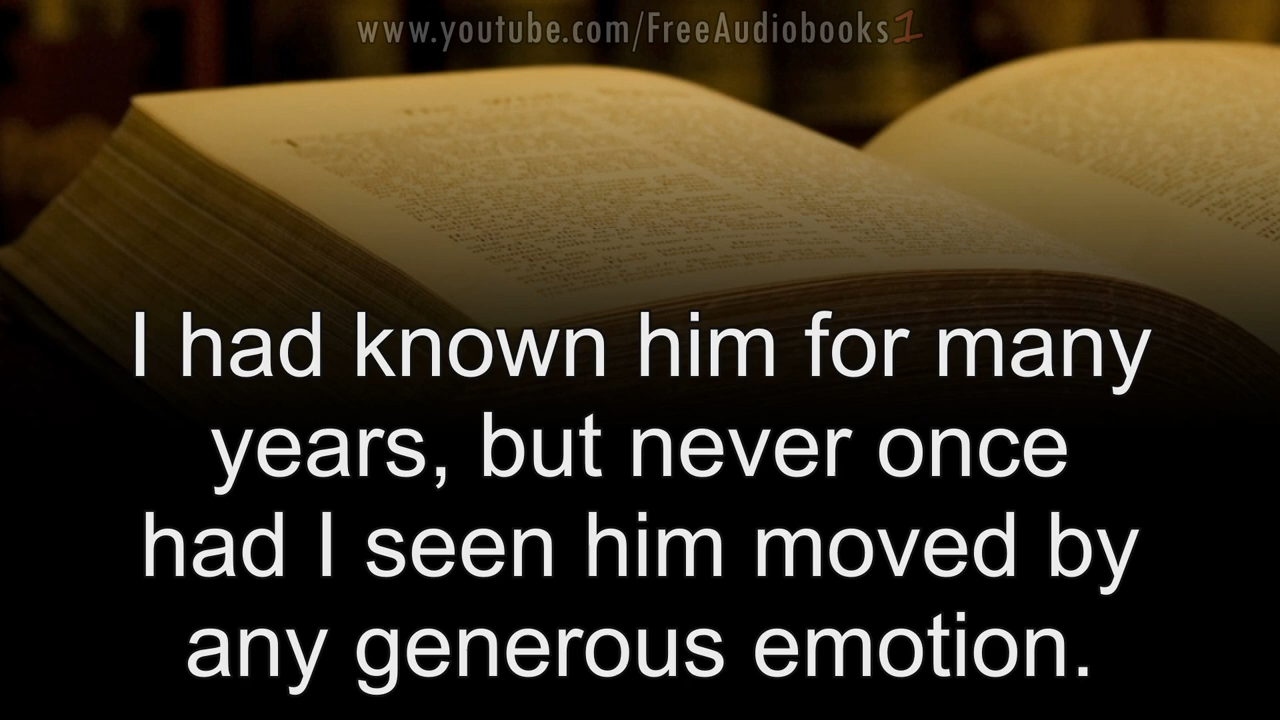 www.youtube.com/FreeAudiobooks1
I had known him for many
years, but never once
had I seen him moved by
any generous emotion.